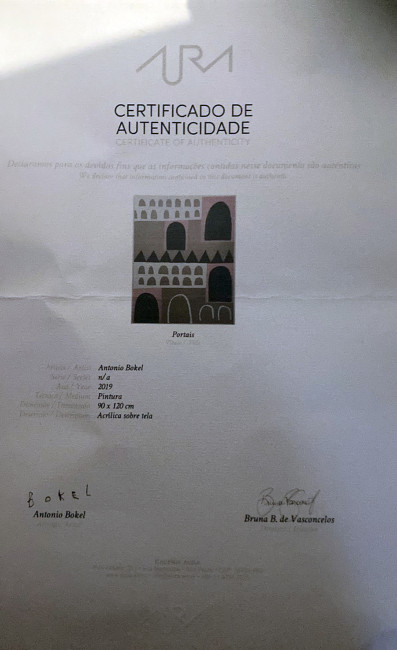 AURA
CERTIFICADO DE
AUTENTICIDADE
CERTIFICATE OF AUTHENTICITY
Declaramos para os devidos fins que as informações contidas neste documento são autênticas
We declare that information contained in this document is authentic
Portais
Título / Title
Artista / Artist Antonio Bokel
Série / Series n/a
Ano / Year 2019
Técnica / Medium Pintura
Dimensão / Dimension 90 x 120 cm
Descrição / Description Acrílica sobre tela
BOKEL
Antonio Bokel
Bruna B. de Vasconcelos